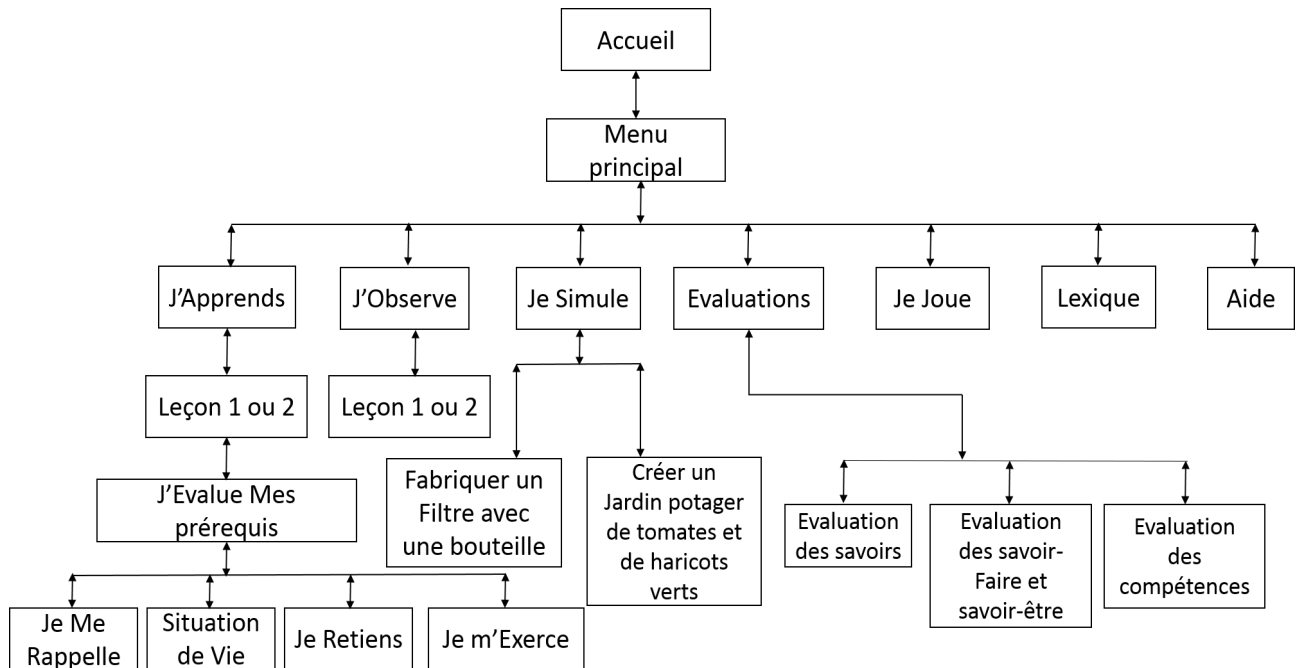 Accueil
Menu
principal
J’Apprends
J’Observe
Je Simule
Evaluations
Je Joue
Lexique
Aide
Leçon 1 ou 2
Leçon 1 ou 2
J’Evalue Mes
prérequis
Fabriquer un
Filtre avec
une bouteille
Créer un
Jardin potager
de tomates et
de haricots
verts
Evaluation
des savoirs
Evaluation
des savoir-
Faire et
savoir-être
Evaluation
des
compétences
Je Me
Rappelle
Situation
de Vie
Je Retiens
Je m’Exerce